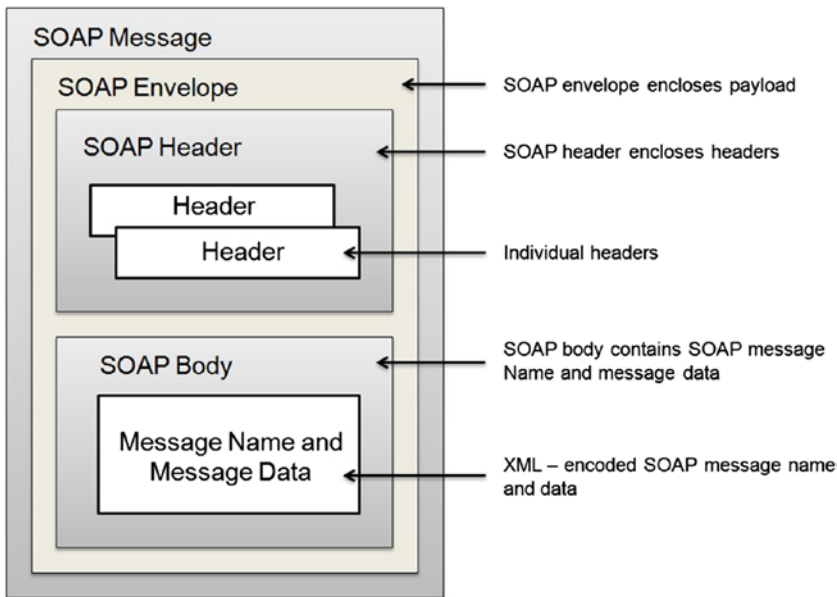 SOAP Message
SOAP Envelope
SOAP envelope encloses payload
SOAP Header
SOAP header encloses headers
Header
Header
Individual headers
SOAP Body
SOAP body contains SOAP message
Name and message data
Message Name and
Message Data
XML – encoded SOAP message name
and data